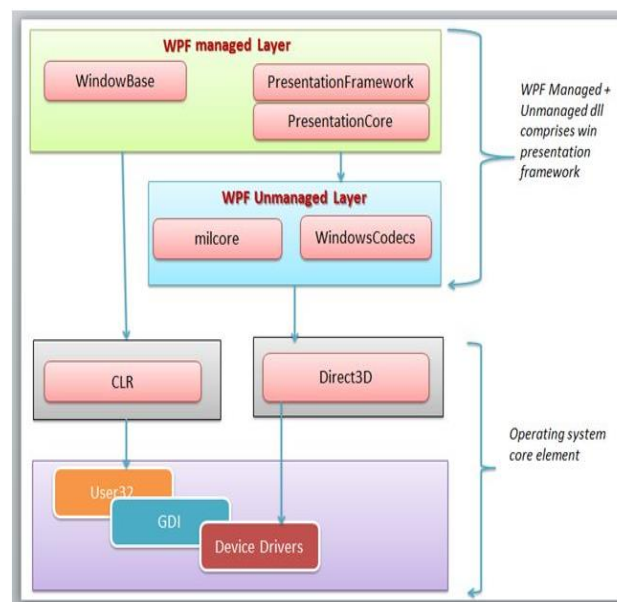 WPF managed Layer
WindowBase
PresentationFramework
PresentationCore
WPF Managed +
Unmanaged dll
comprises win
presentation
framework
WPF Unmanaged Layer
milcore
WindowsCodecs
CLR
Direct3D
Operating system
core element
User32
GDI
Device Drivers